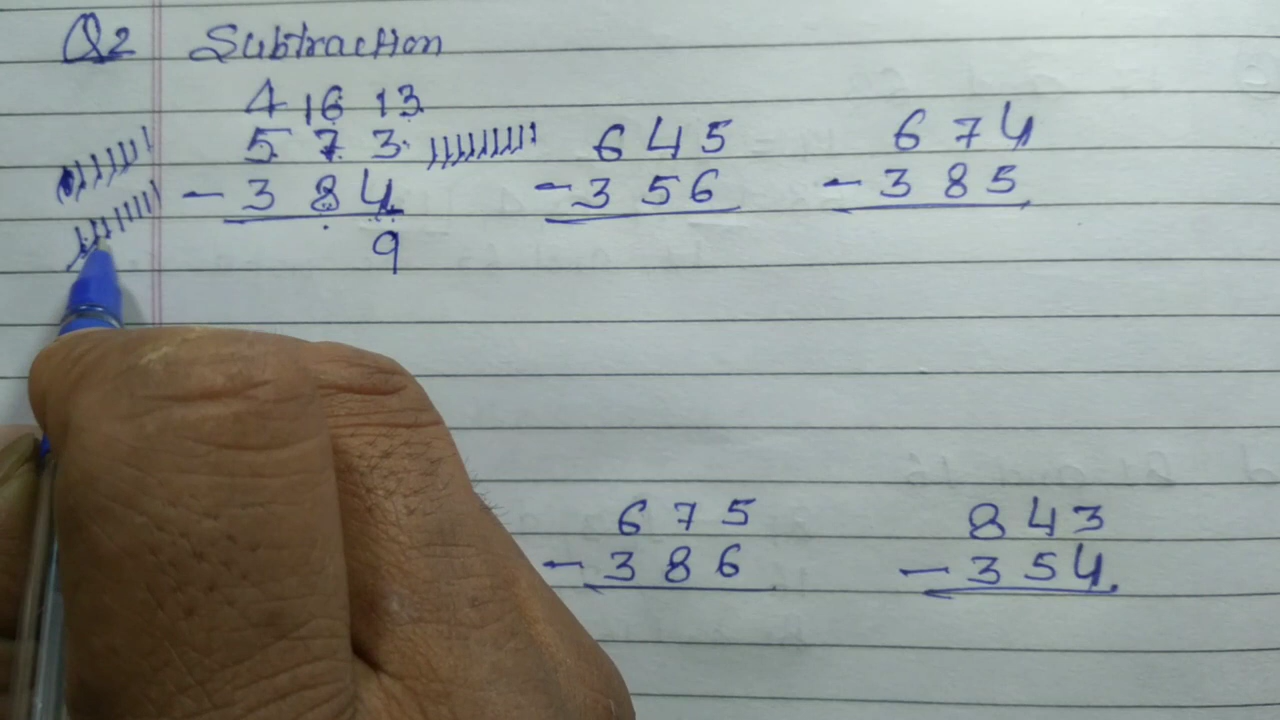 Q2 Subtraction
4 16 13
5 7 3 6 4 5 6 7 4
- 3 8 4 - 3 5 6 - 3 8 5
9
6 7 5 8 4 3
- 3 8 6 - 3 5 4